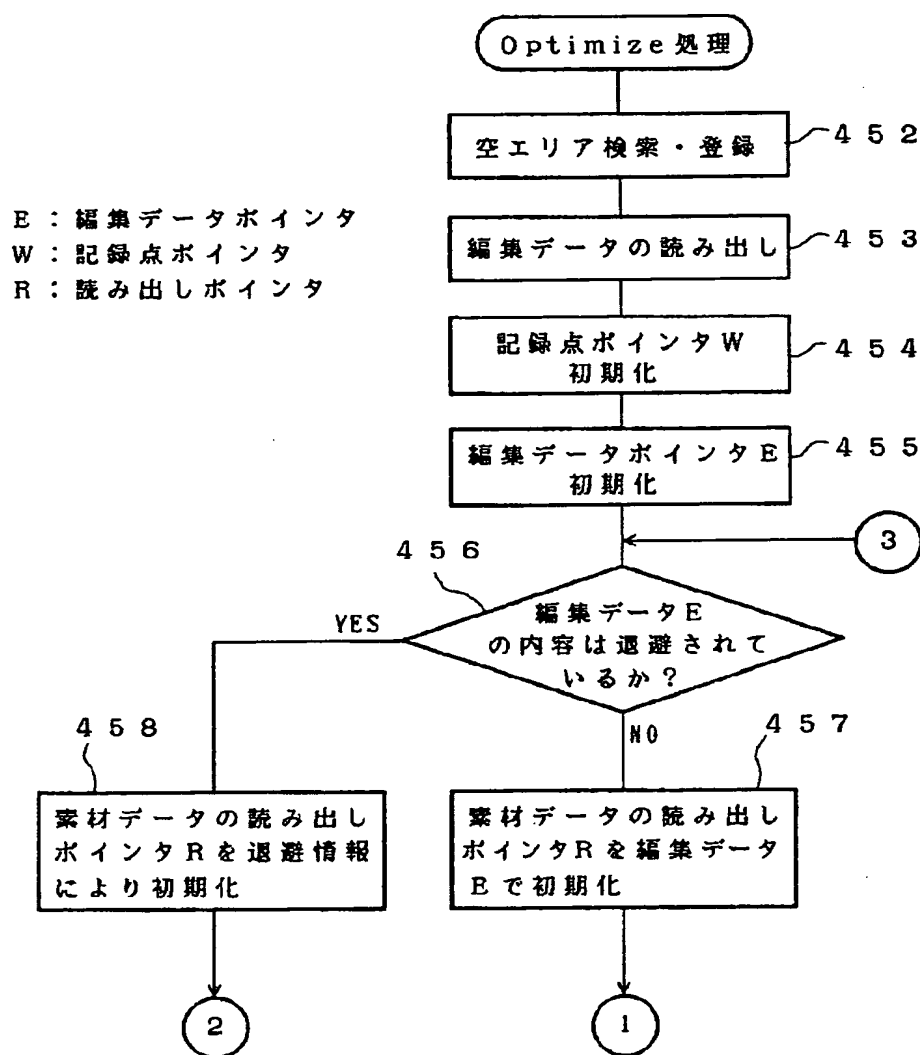 Optimize処理
空エリア検索・登録
452
E：編集データポインタ
W：記録点ポインタ
R：読み出しポインタ
編集データの読み出し
453
記録点ポインタW
初期化
454
編集データポインタE
初期化
455
3
456
編集データE
の内容は退避されて
いるか？
YES
NO
458
素材データの読み出し
ポインタRを退避情報
により初期化
457
素材データの読み出し
ポインタRを編集データ
Eで初期化
2
1